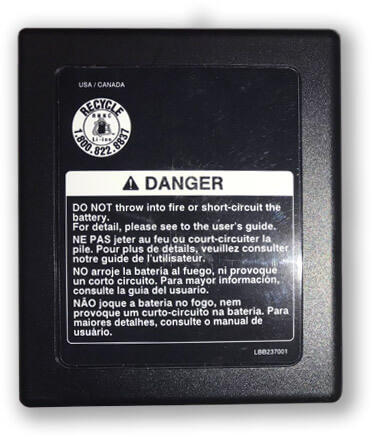 USA / CANADA
RECYCLE
RBRC
Li-ion
1.800.822.8837
DANGER
DO NOT throw into fire or short-circuit the
battery.
For detail, please see to the user's guide.
NE PAS jeter au feu ou court-circuiter la
pile. Pour plus de détails, veuillez consulter
notre guide de l'utilisateur.
NO arroje la bateria al fuego, ni provoque
un corto circuito. Para mayor información,
consulte la guia del usuario.
NÃO joque a bateria no fogo, nem
provoque um curto-circuito na bateria. Para
maiores detalhes, consulte o manual de
usuário.
LBB237001